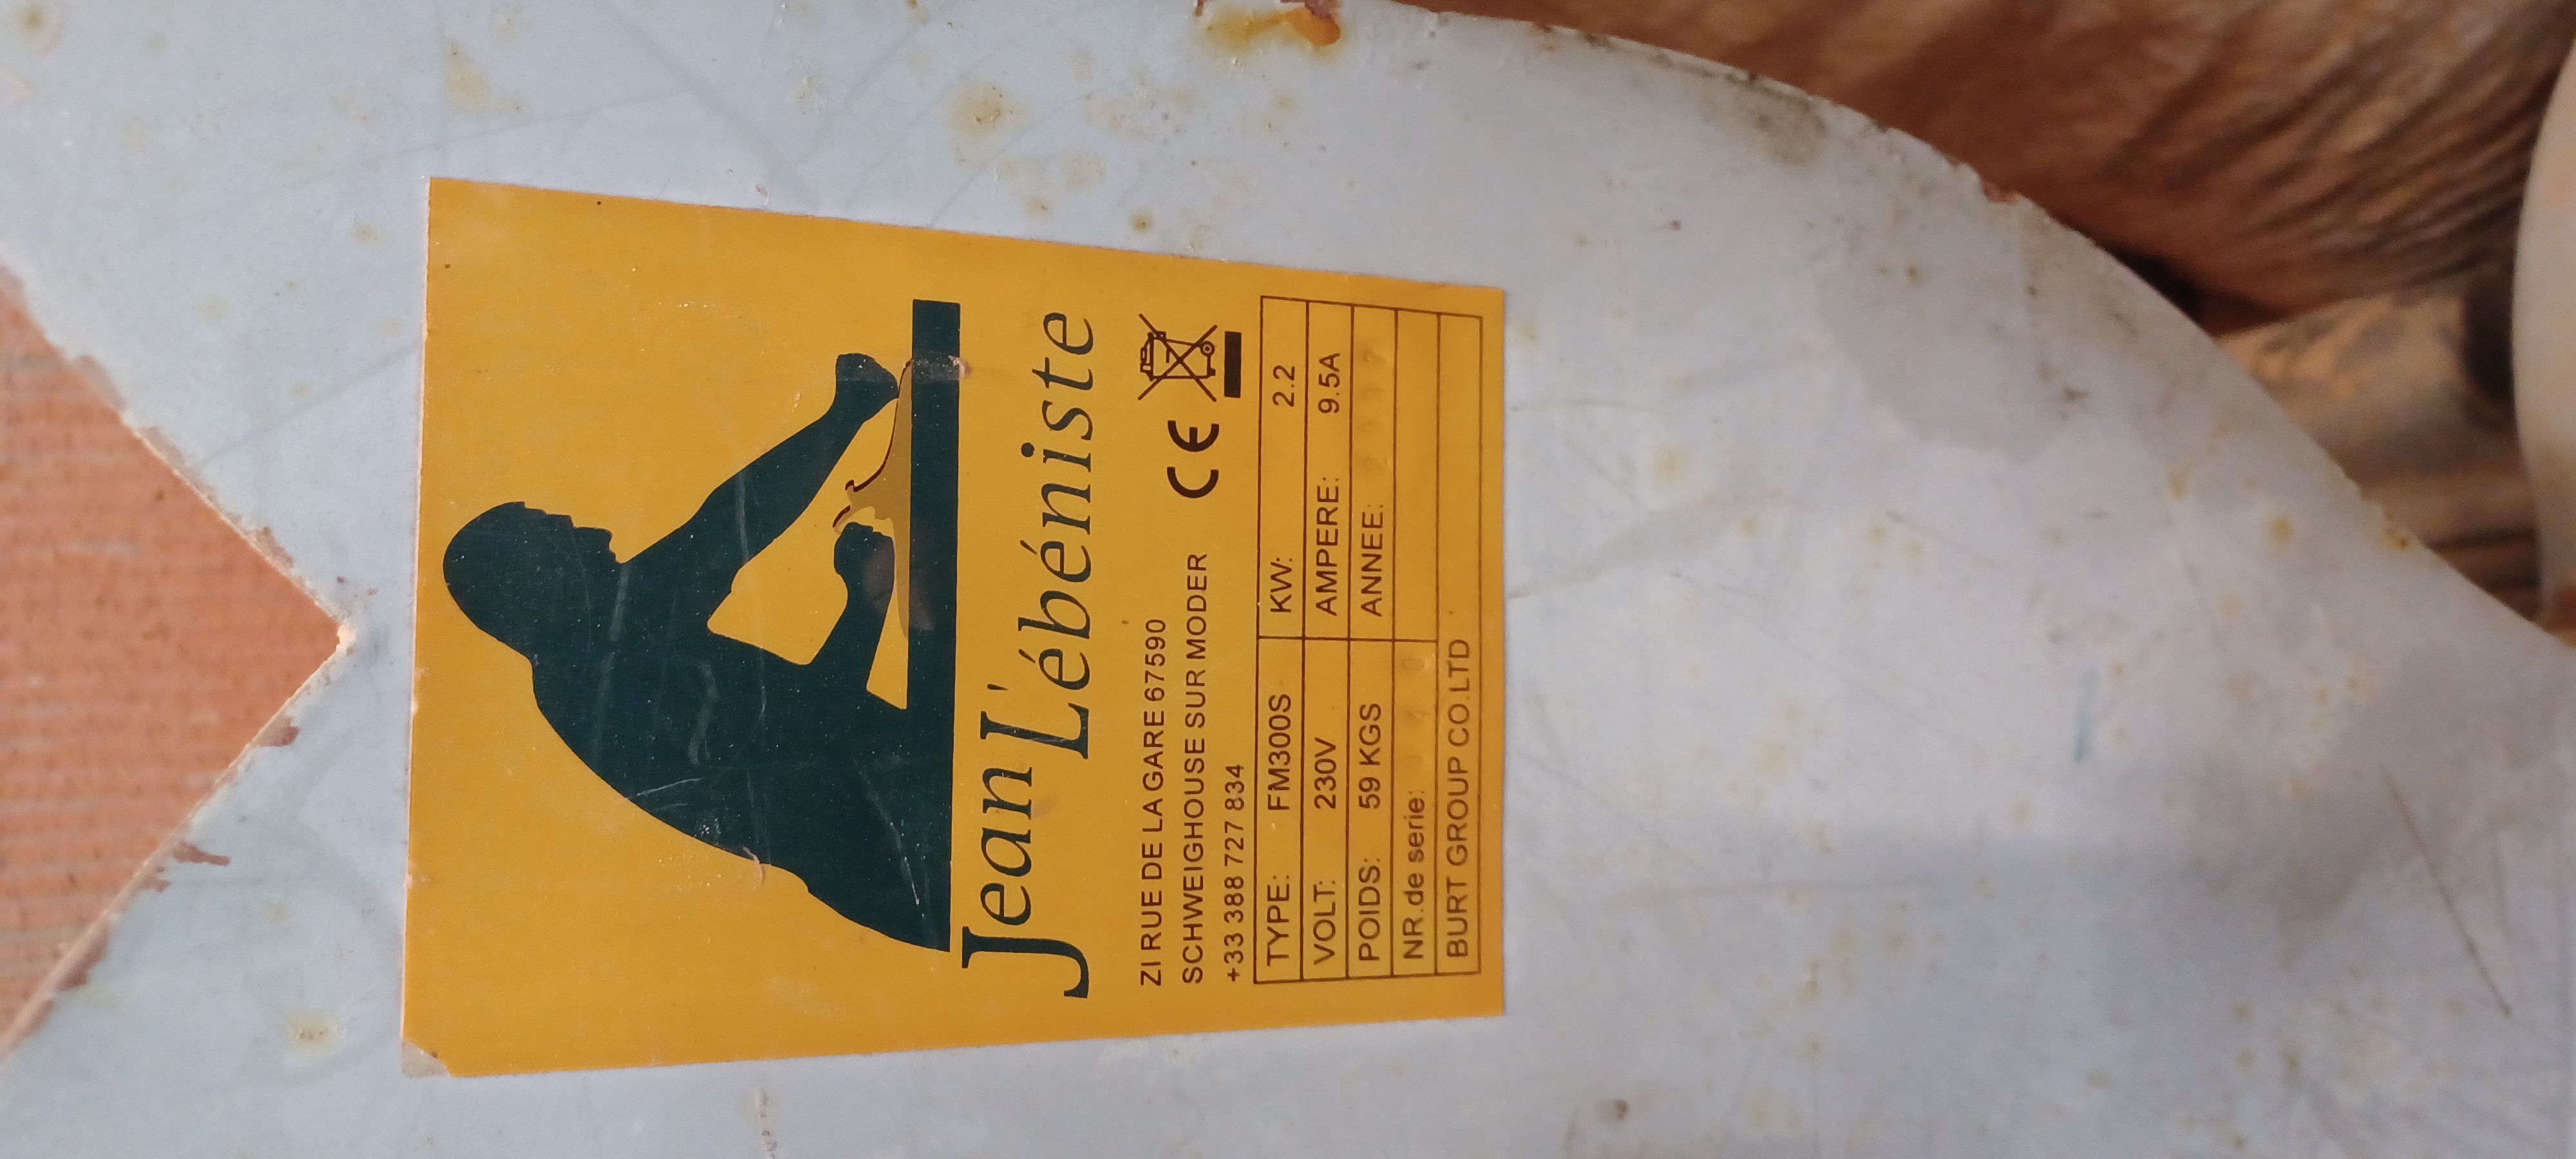 Jean L'ébéniste
ZI RUE DE LA GARE 67590
SCHWEIGHOUSE SUR MODER
+33 388 727 834
CE
TYPE: FM300S KW: 2.2
VOLT: 230V AMPERE: 9.5A
POIDS: 59 KGS ANNEE:
NR.de serie:
BURT GROUP CO.LTD